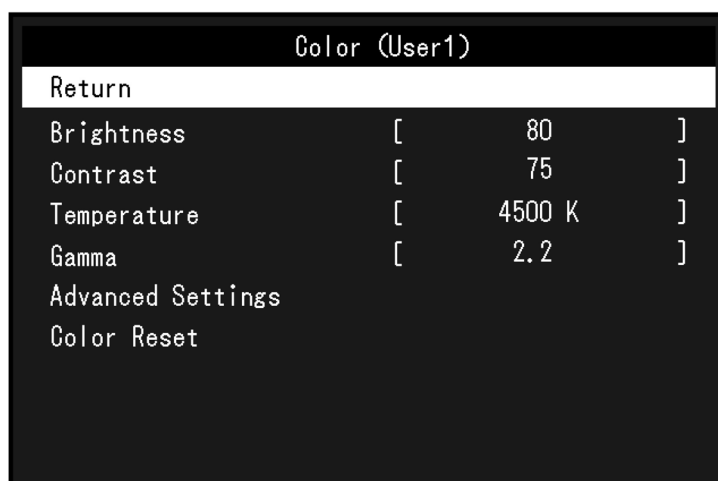 Color (User1)
Return
Brightness [ 80 ]
Contrast [ 75 ]
Temperature [ 4500 K ]
Gamma [ 2.2 ]
Advanced Settings
Color Reset